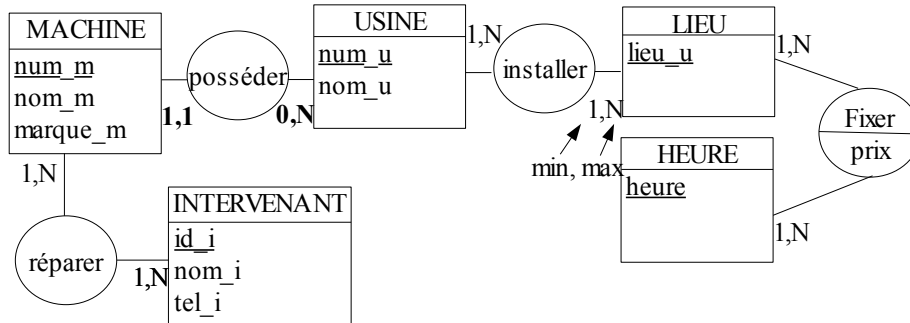 MACHINE
num_m
nom_m
marque_m
1,1
posséder
0,N
USINE
num_u
nom_u
1,N
installer
1,N
min, max
LIEU
lieu_u
1,N
Fixer
prix
HEURE
heure
1,N
1,N
réparer
1,N
INTERVENANT
id_i
nom_i
tel_i